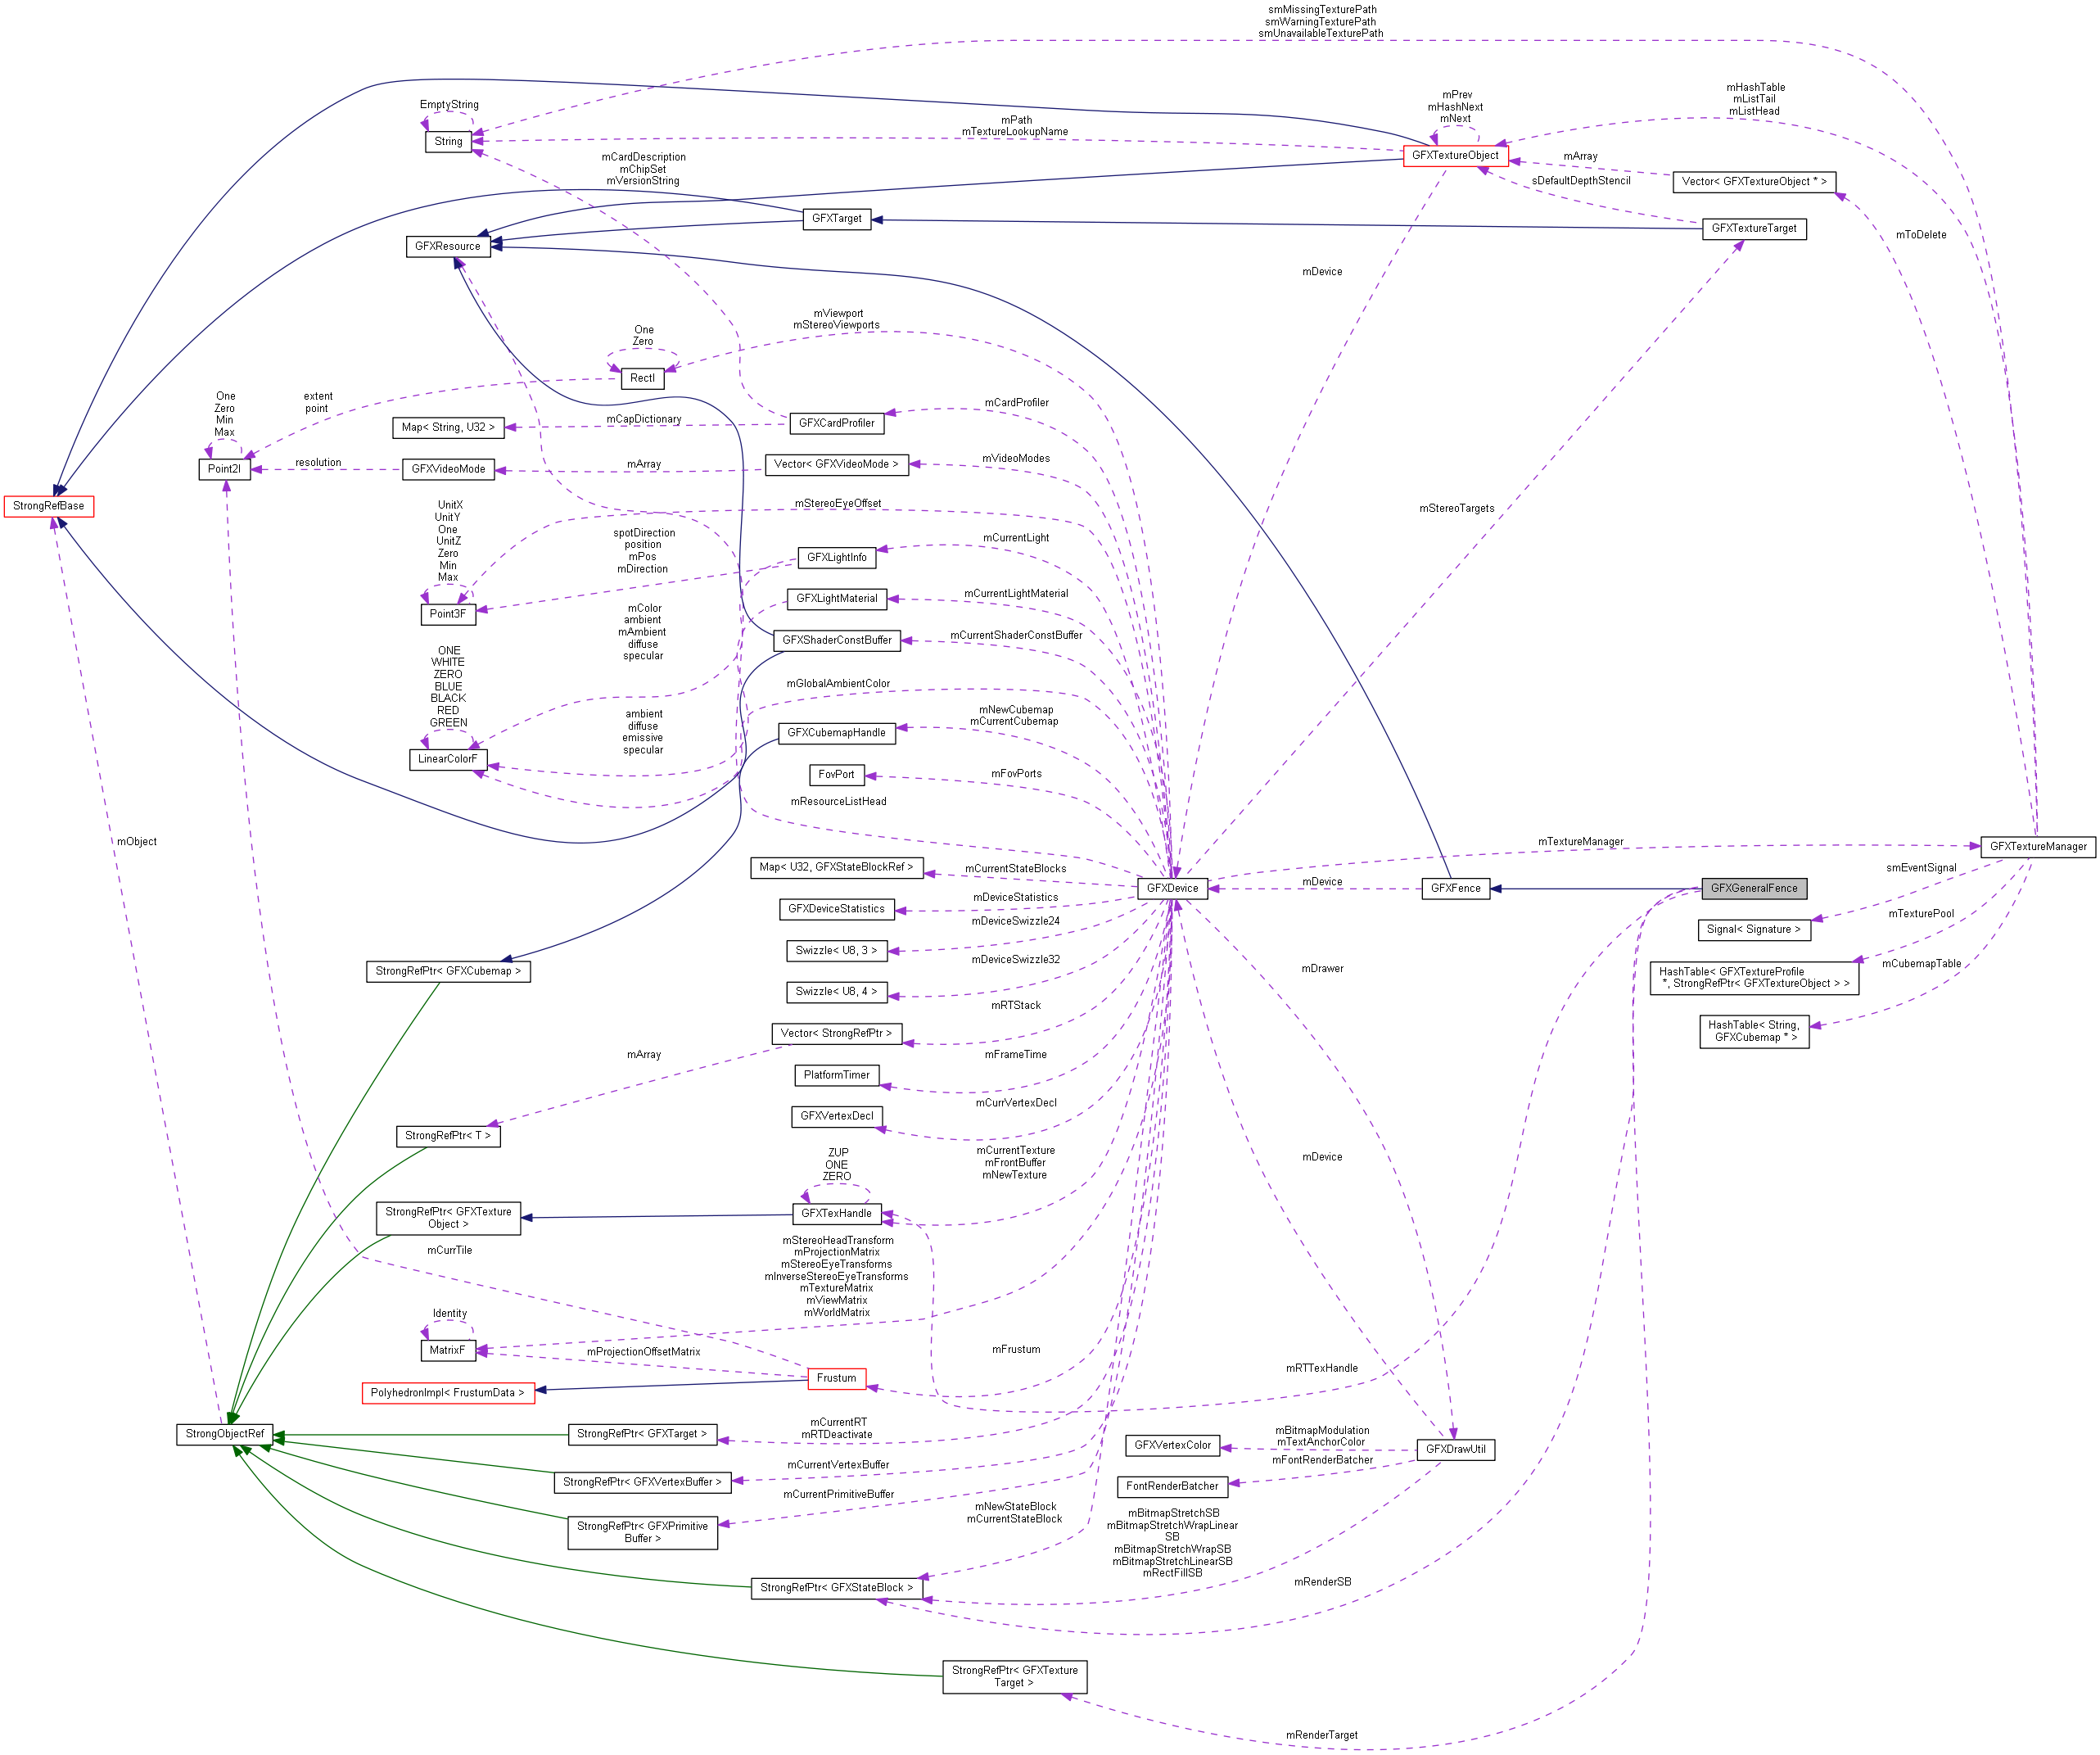 smMissingTexturePath
smWarningTexturePath
smUnavailableTexturePath
EmptyString
String
mPath
mTextureLookupName
mPrev
mHashNext
mNext
GFXTextureObject
mHashTable
mListTail
mListHead
mCardDescription
mChipSet
mVersionString
mArray
Vector< GFXTextureObject * >
sDefaultDepthStencil
GFXTarget
GFXTextureTarget
GFXResource
mToDelete
mDevice
mViewport
mStereoViewports
One
Zero
RectI
extent
point
One
Zero
Min
Max
Point2I
Map< String, U32 >
mCapDictionary
GFXCardProfiler
mCardProfiler
resolution
GFXVideoMode
mArray
Vector< GFXVideoMode >
mVideoModes
StrongRefBase
mStereoEyeOffset
mStereoTargets
UnitX
UnitY
One
UnitZ
Zero
Min
Max
Point3F
spotDirection
position
mPos
mDirection
GFXLightInfo
mCurrentLight
GFXLightMaterial
mCurrentLightMaterial
mColor
ambient
mAmbient
diffuse
specular
GFXShaderConstBuffer
mCurrentShaderConstBuffer
ONE
WHITE
ZERO
BLUE
BLACK
RED
GREEN
LinearColorF
mGlobalAmbientColor
ambient
diffuse
emissive
specular
GFXCubemapHandle
mNewCubemap
mCurrentCubemap
FovPort
mFovPorts
mResourceListHead
mObject
mTextureManager
GFXTextureManager
Map< U32, GFXStateBlockRef >
mCurrentStateBlocks
GFXDevice
mDevice
GFXFence
GFXGeneralFence
smEventSignal
GFXDeviceStatistics
mDeviceStatistics
mTexturePool
Signal< Signature >
Swizzle< U8, 3 >
mDeviceSwizzle24
mDeviceSwizzle32
mDrawer
mCubemapTable
StrongRefPtr< GFXCubemap >
HashTable< GFXTextureProfile
*, StrongRefPtr< GFXTextureObject > >
Swizzle< U8, 4 >
mRTStack
HashTable< String,
GFXCubemap * >
Vector< StrongRefPtr >
mArray
mFrameTime
PlatformTimer
mCurrVertexDecl
GFXVertexDecl
StrongRefPtr< T >
ZUP
ONE
ZERO
mCurrentTexture
mFrontBuffer
mNewTexture
mDevice
StrongRefPtr< GFXTexture
Object >
GFXTexHandle
mStereoHeadTransform
mProjectionMatrix
mStereoEyeTransforms
mInverseStereoEyeTransforms
mTextureMatrix
mViewMatrix
mWorldMatrix
mCurrTile
Identity
MatrixF
mProjectionOffsetMatrix
mFrustum
mRTTexHandle
Frustum
PolyhedronImpl< FrustumData >
StrongObjectRef
StrongRefPtr< GFXTarget >
mCurrentRT
mRTDeactivate
GFXVertexColor
mBitmapModulation
mTextAnchorColor
GFXDrawUtil
mFontRenderBatcher
mCurrentVertexBuffer
StrongRefPtr< GFXVertexBuffer >
FontRenderBatcher
mCurrentPrimitiveBuffer
StrongRefPtr< GFXPrimitive
Buffer >
mNewStateBlock
mCurrentStateBlock
mBitmapStretchSB
mBitmapStretchWrapLinear
SB
mBitmapStretchWrapSB
mBitmapStretchLinearSB
mRectFillSB
StrongRefPtr< GFXStateBlock >
mRenderSB
StrongRefPtr< GFXTexture
Target >
mRenderTarget